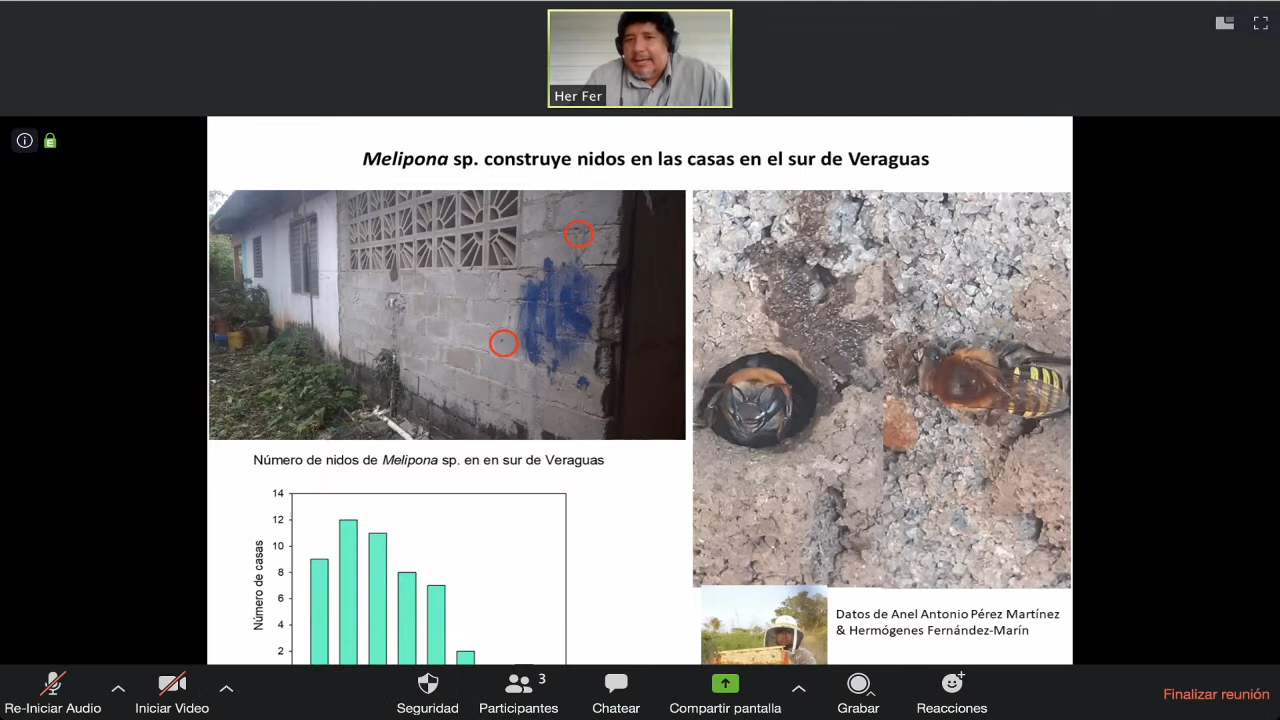 Her Fer
Melipona sp. construye nidos en las casas en el sur de Veraguas
Número de nidos de Melipona sp. en en sur de Veraguas
14
12
10
8
6
4
2
Número de casas
Datos de Anel Antonio Pérez Martínez
& Hermógenes Fernández-Marín
Re-Iniciar Audio
Iniciar Video
Seguridad
3
Participantes
Chatear
Compartir pantalla
Grabar
Reacciones
Finalizar reunión